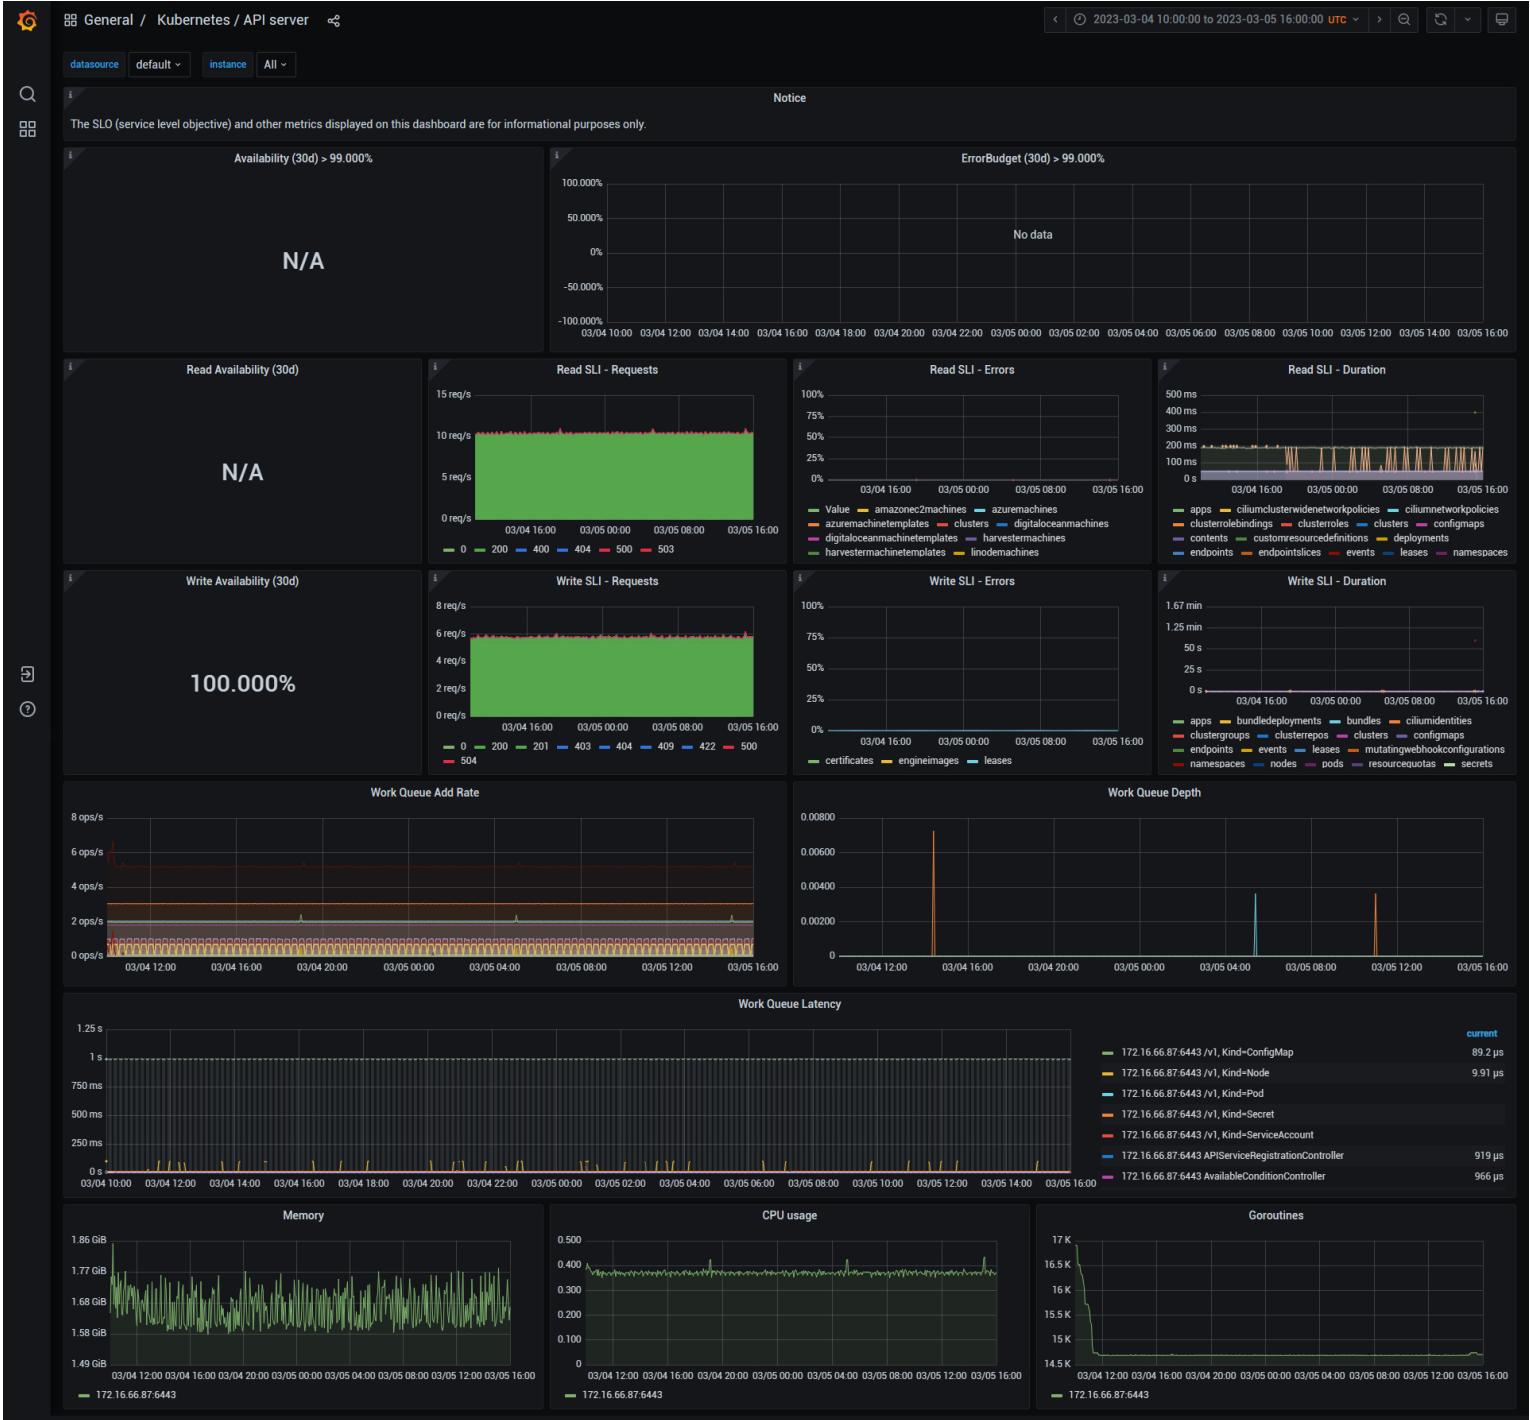 General / Kubernetes / API server
2023-03-04 10:00:00 to 2023-03-05 16:00:00 UTC
datasource default instance All
Notice
The SLO (service level objective) and other metrics displayed on this dashboard are for informational purposes only.
Availability (30d) > 99.000%
N/A
ErrorBudget (30d) > 99.000%
100.000%
50.000%
0%
-50.000%
-100.000%
No data
03/04 10:00 03/04 12:00 03/04 14:00 03/04 16:00 03/04 18:00 03/04 20:00 03/04 22:00 03/05 00:00 03/05 02:00 03/05 04:00 03/05 06:00 03/05 08:00 03/05 10:00 03/05 12:00 03/05 14:00 03/05 16:00
Read Availability (30d)
N/A
Read SLI - Requests
15 req/s
10 req/s
5 req/s
0 req/s
03/04 16:00 03/05 00:00 03/05 08:00 03/05 16:00
0 200 400 404 500 503
Read SLI - Errors
100%
75%
50%
25%
0%
03/04 16:00 03/05 00:00 03/05 08:00 03/05 16:00
Value amazonec2machines azuremachines
azuremachinetemplates clusters digitaloceanmachines
digitaloceanmachinetemplates harvestermachines
harvestermachinetemplates linodemachines
Read SLI - Duration
500 ms
400 ms
300 ms
200 ms
100 ms
0 s
03/04 16:00 03/05 00:00 03/05 08:00 03/05 16:00
apps ciliumclusterwidenetworkpolicies ciliumnetworkpolicies
clusterrolebindings clusterroles clusters configmaps
contents customresourcedefinitions deployments
endpoints endpointslices events leases namespaces
Write Availability (30d)
100.000%
Write SLI - Requests
8 req/s
6 req/s
4 req/s
2 req/s
0 req/s
03/04 16:00 03/05 00:00 03/05 08:00 03/05 16:00
0 200 201 403 404 409 422 500
504
Write SLI - Errors
100%
75%
50%
25%
0%
03/04 16:00 03/05 00:00 03/05 08:00 03/05 16:00
certificates engineimages leases
Write SLI - Duration
1.67 min
1.25 min
50 s
25 s
0 s
03/04 16:00 03/05 00:00 03/05 08:00 03/05 16:00
apps bundledeployments bundles ciliumidentities
clustergroups clusterrepos clusters configmaps
endpoints events leases mutatingwebhookconfigurations
namespaces nodes pods resourcequotas secrets
Work Queue Add Rate
8 ops/s
6 ops/s
4 ops/s
2 ops/s
0 ops/s
03/04 12:00 03/04 16:00 03/04 20:00 03/05 00:00 03/05 04:00 03/05 08:00 03/05 12:00 03/05 16:00
Work Queue Depth
0.00800
0.00600
0.00400
0.00200
0
03/04 12:00 03/04 16:00 03/04 20:00 03/05 00:00 03/05 04:00 03/05 08:00 03/05 12:00 03/05 16:00
Work Queue Latency
1.25 s
1 s
750 ms
500 ms
250 ms
0 s
03/04 10:00 03/04 12:00 03/04 14:00 03/04 16:00 03/04 18:00 03/04 20:00 03/04 22:00 03/05 00:00 03/05 02:00 03/05 04:00 03/05 06:00 03/05 08:00 03/05 10:00 03/05 12:00 03/05 14:00 03/05 16:00
current
172.16.66.87:6443 /v1, Kind=ConfigMap 89.2 µs
172.16.66.87:6443 /v1, Kind=Node 9.91 µs
172.16.66.87:6443 /v1, Kind=Pod
172.16.66.87:6443 /v1, Kind=Secret
172.16.66.87:6443 /v1, Kind=ServiceAccount
172.16.66.87:6443 APIServiceRegistrationController 919 µs
172.16.66.87:6443 AvailableConditionController 966 µs
Memory
1.86 GiB
1.77 GiB
1.68 GiB
1.58 GiB
1.49 GiB
03/04 12:00 03/04 16:00 03/04 20:00 03/05 00:00 03/05 04:00 03/05 08:00 03/05 12:00 03/05 16:00
172.16.66.87:6443
CPU usage
0.500
0.400
0.300
0.200
0.100
0
03/04 12:00 03/04 16:00 03/04 20:00 03/05 00:00 03/05 04:00 03/05 08:00 03/05 12:00 03/05 16:00
172.16.66.87:6443
Goroutines
17 K
16.5 K
16 K
15.5 K
15 K
14.5 K
03/04 12:00 03/04 16:00 03/04 20:00 03/05 00:00 03/05 04:00 03/05 08:00 03/05 12:00 03/05 16:00
172.16.66.87:6443